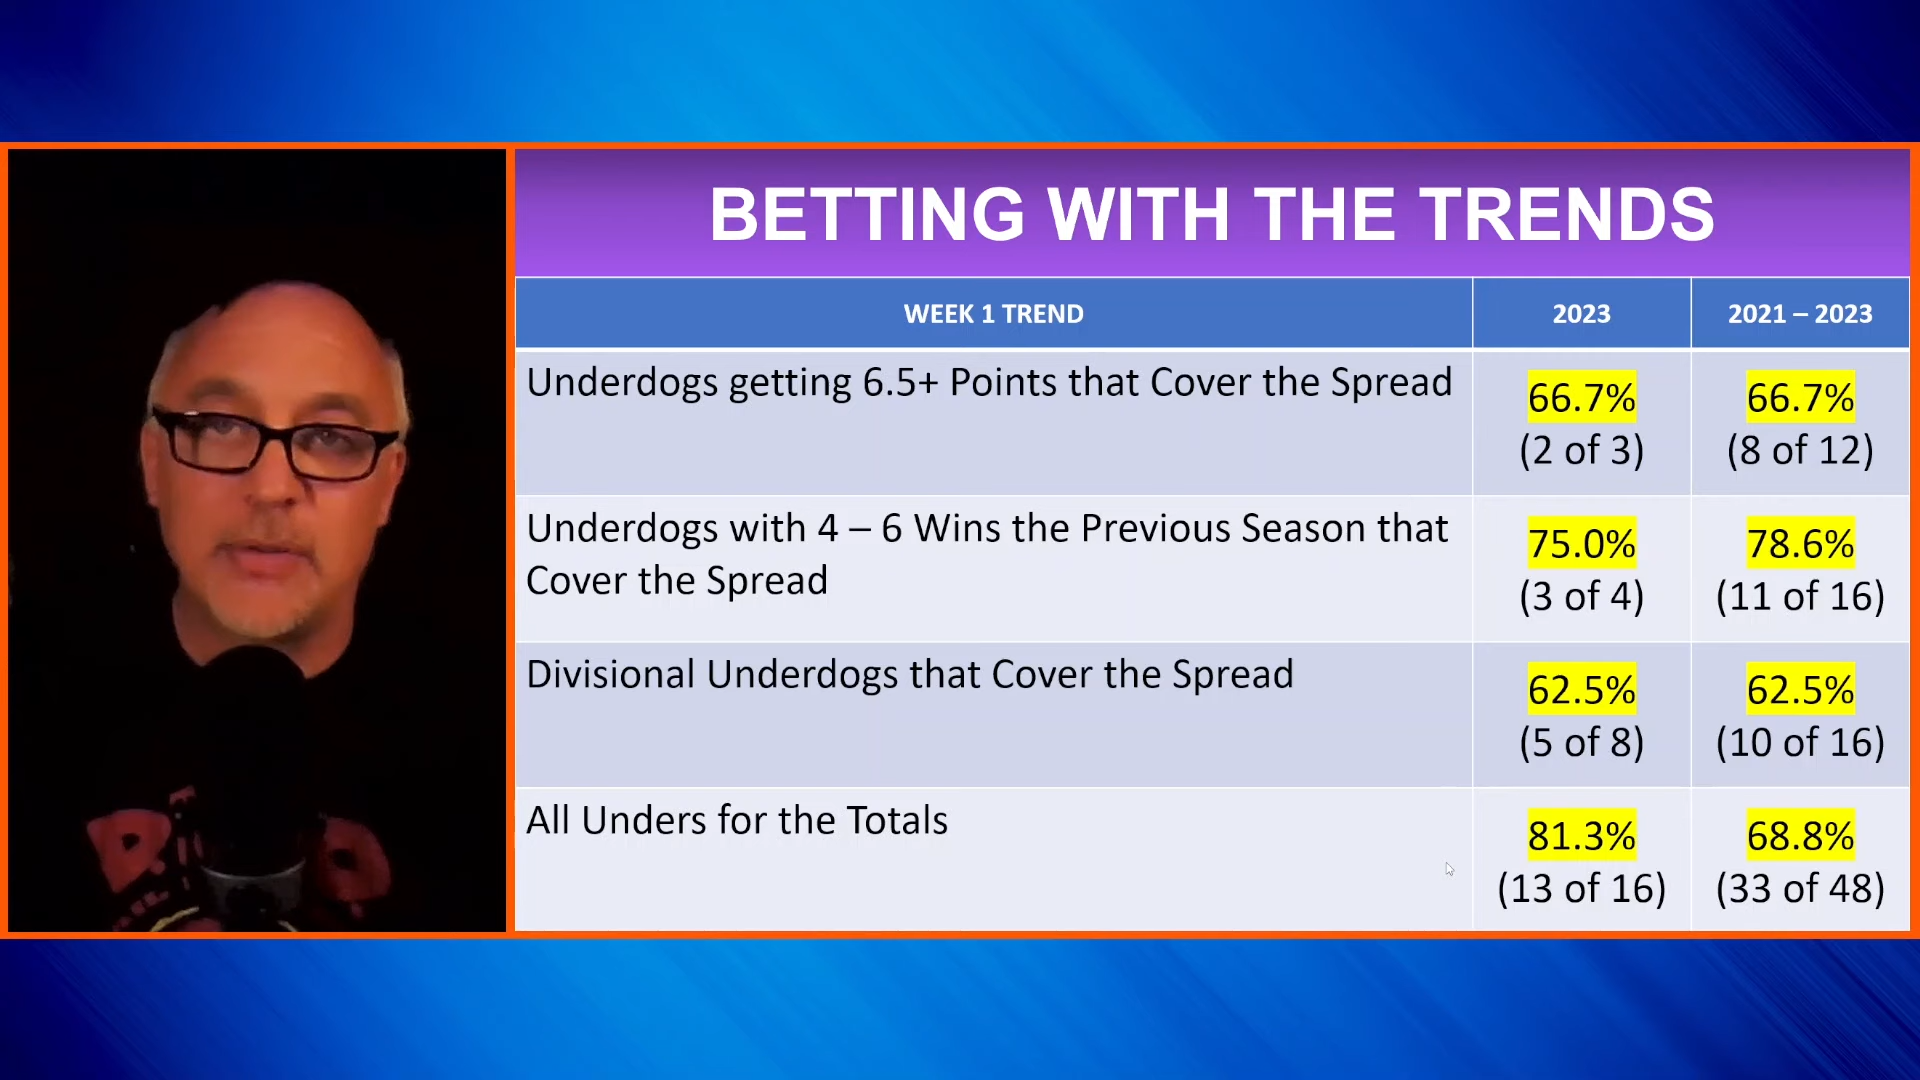 BETTING WITH THE TRENDS
WEEK 1 TREND
2023
2021 – 2023
Underdogs getting 6.5+ Points that Cover the Spread
66.7%
(2 of 3)
66.7%
(8 of 12)
Underdogs with 4 – 6 Wins the Previous Season that
Cover the Spread
75.0%
(3 of 4)
78.6%
(11 of 16)
Divisional Underdogs that Cover the Spread
62.5%
(5 of 8)
62.5%
(10 of 16)
All Unders for the Totals
81.3%
(13 of 16)
68.8%
(33 of 48)